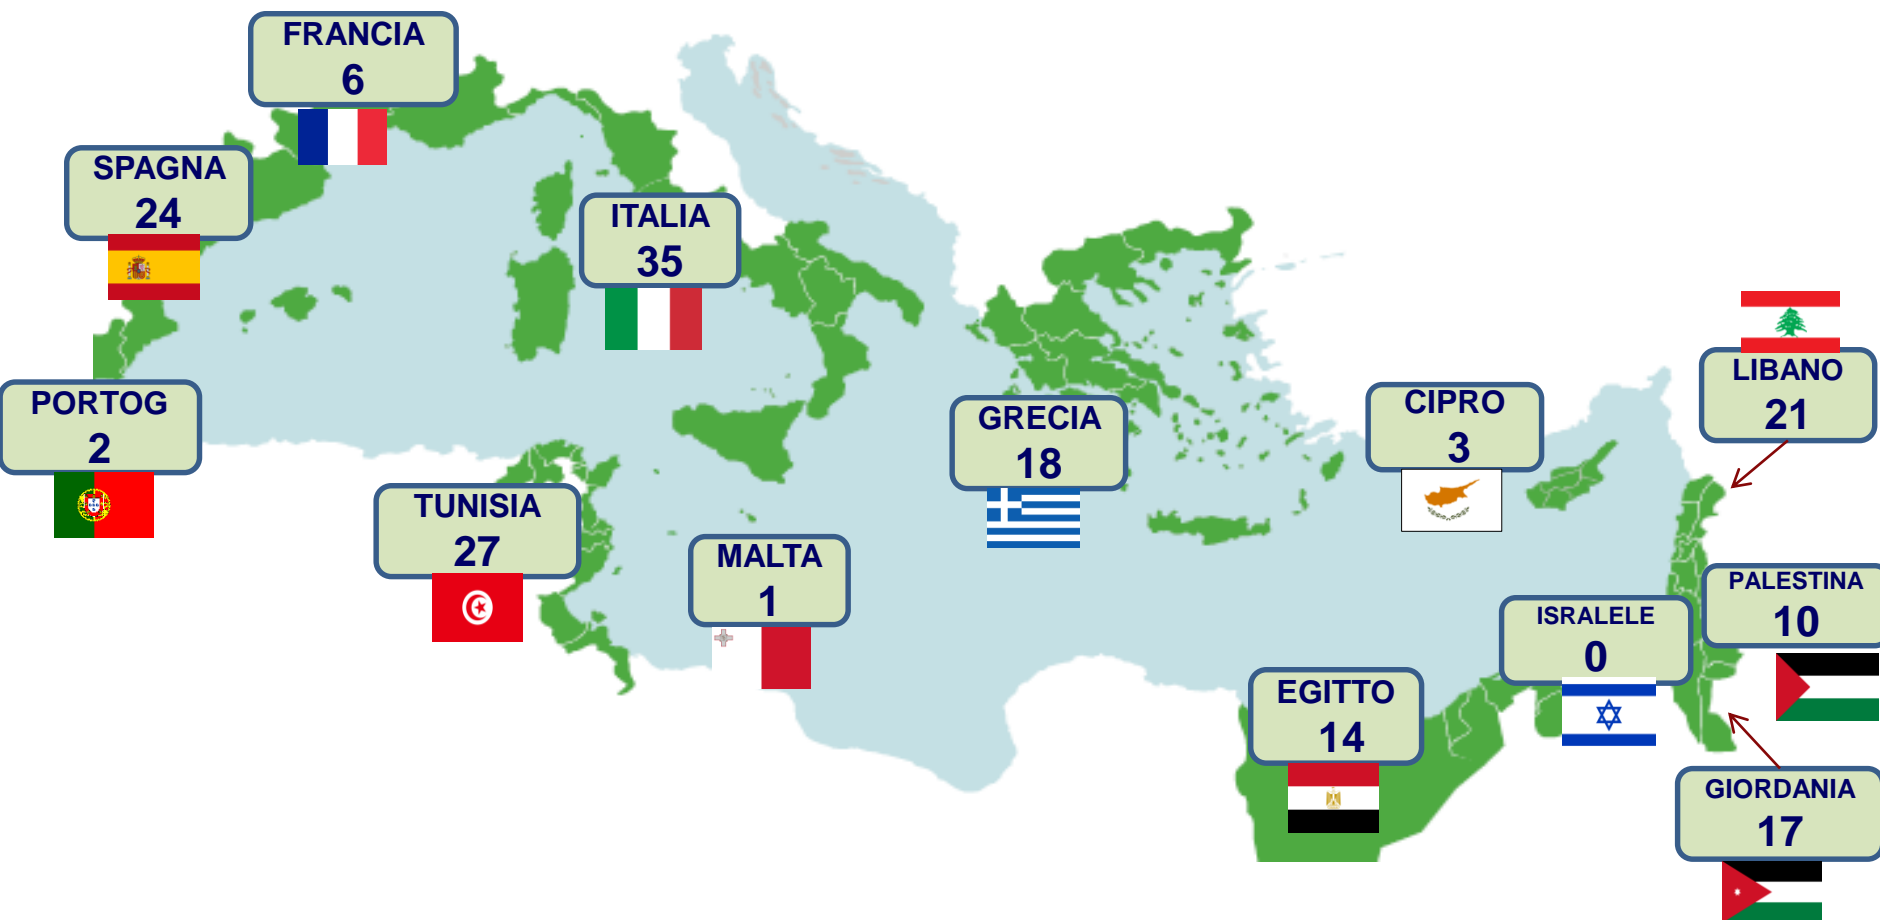 FRANCIA
6
SPAGNA
24
ITALIA
35
LIBANO
21
PORTOG
2
CIPRO
3
GRECIA
18
TUNISIA
27
MALTA
1
PALESTINA
10
ISRALELE
0
EGITTO
14
GIORDANIA
17